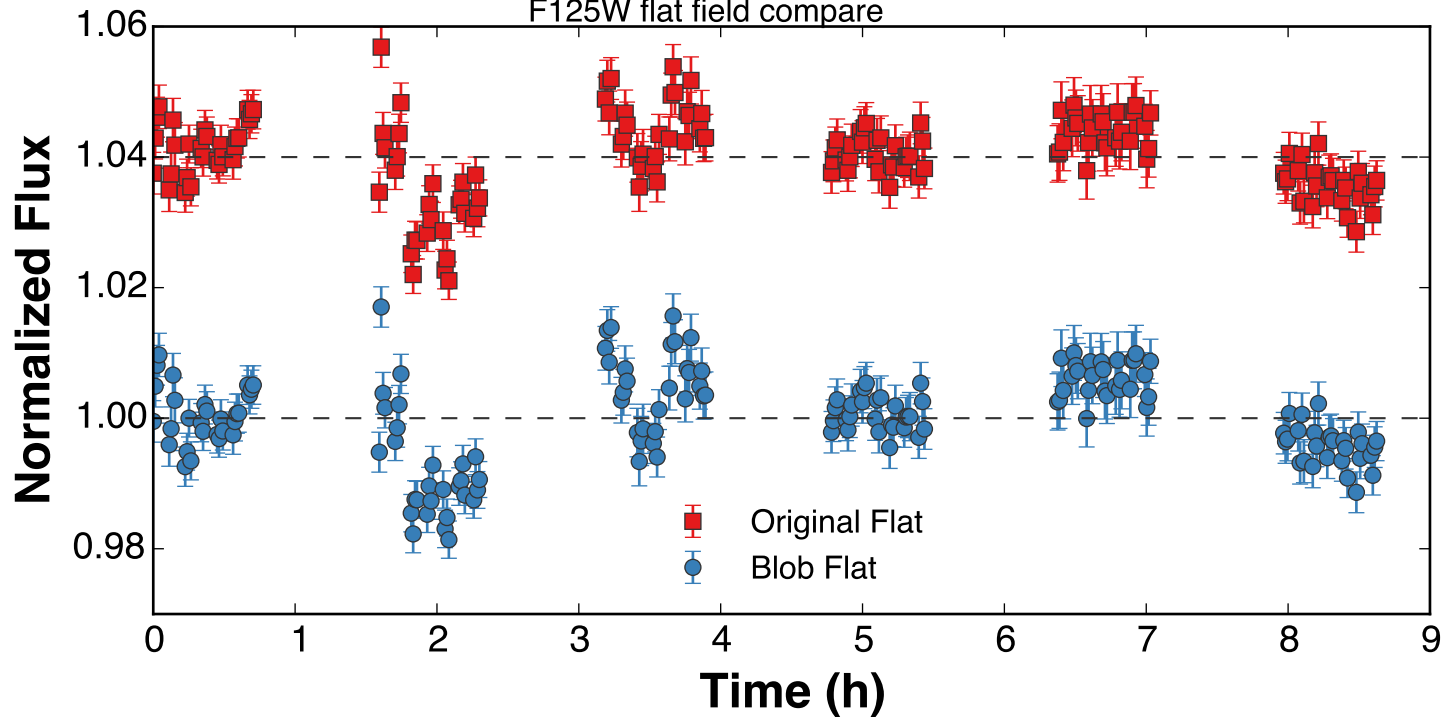 F125W flat field compare
1.06
1.04
1.02
1.00
0.98
Normalized Flux
Original Flat
Blob Flat
0 1 2 3 4 5 6 7 8 9
Time (h)